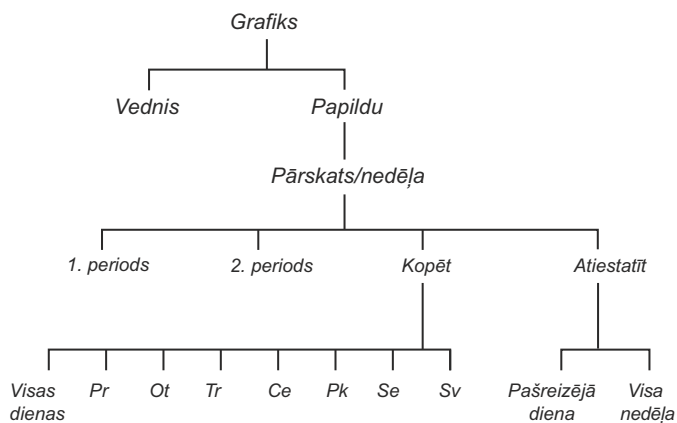 Grafiks
Vednis
Papildu
Pārskats/nedēļa
1. periods
2. periods
Kopēt
Atiestatīt
Visas
dienas
Pr
Ot
Tr
Ce
Pk
Se
Sv
Pašreizējā
diena
Visa
nedēļa